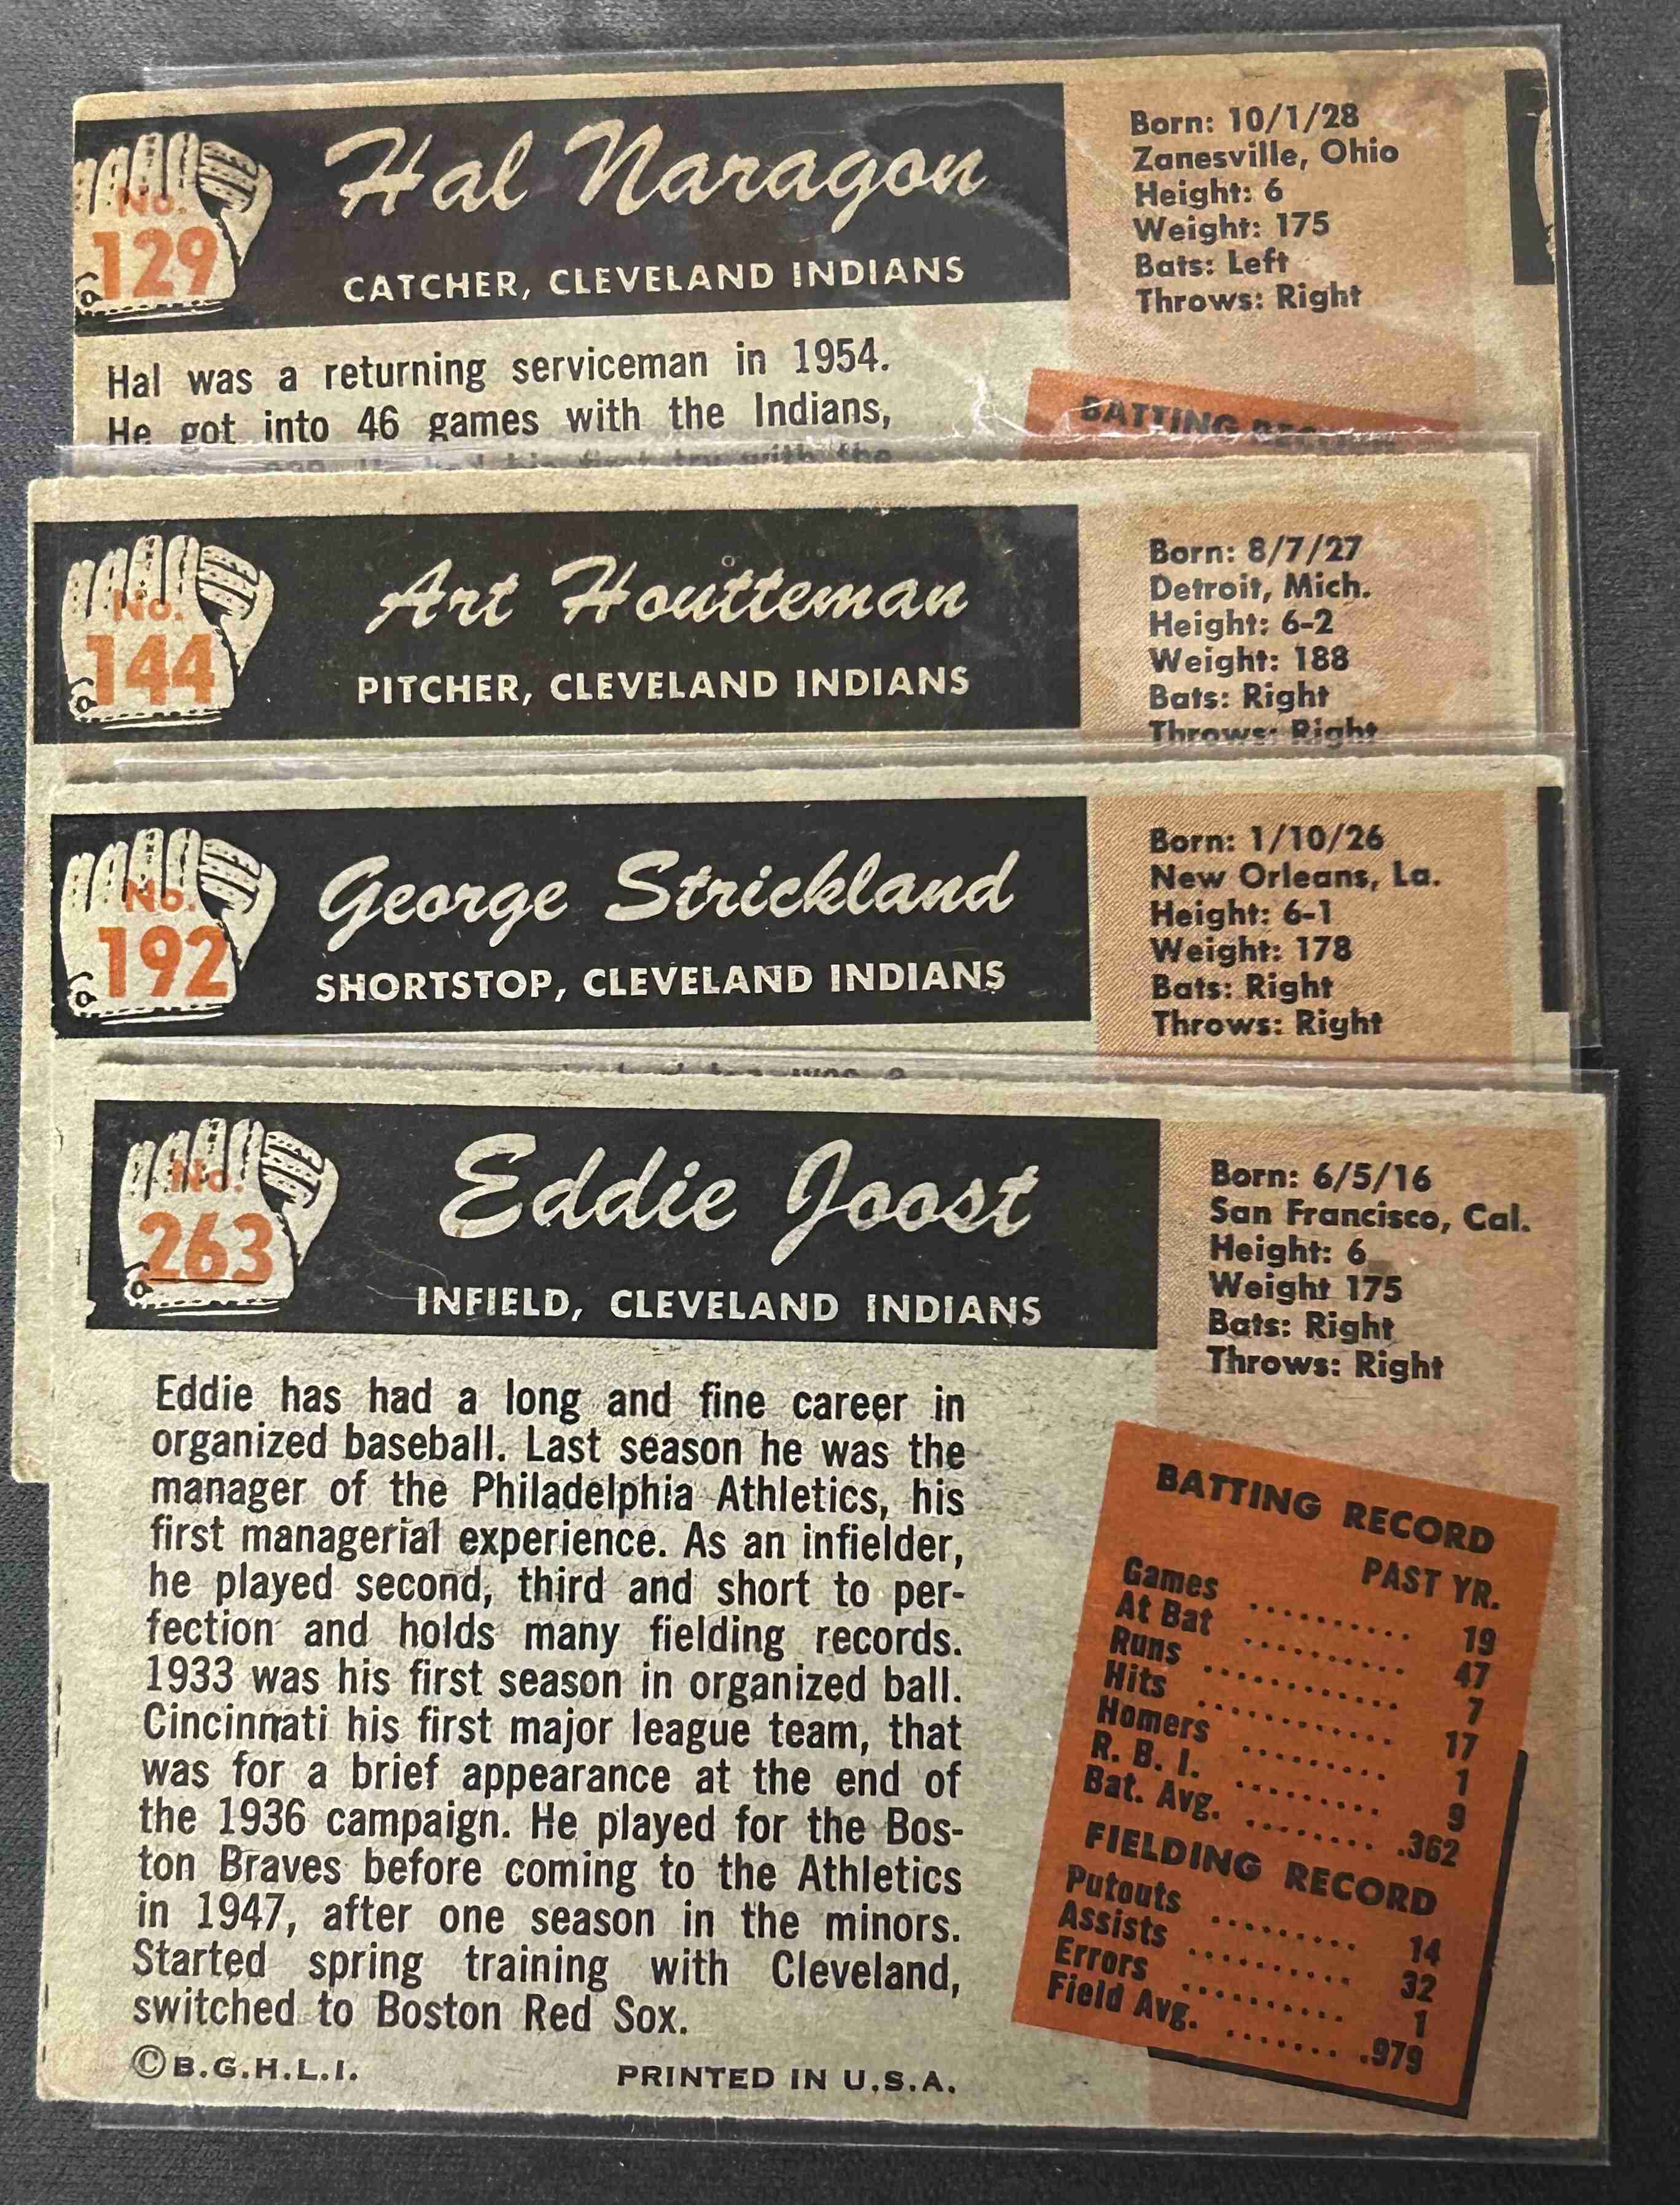 No.
129
Hal Naragon
CATCHER, CLEVELAND INDIANS
Born: 10/1/28
Zanesville, Ohio
Height: 6
Weight: 175
Bats: Left
Throws: Right
Hal was a returning serviceman in 1954.
He got into 46 games with the Indians,
his first try with the
BATTING RECORD
No.
144
Art Houtteman
PITCHER, CLEVELAND INDIANS
Born: 8/7/27
Detroit, Mich.
Height: 6-2
Weight: 188
Bats: Right
Throws: Right
No.
192
George Strickland
SHORTSTOP, CLEVELAND INDIANS
Born: 1/10/26
New Orleans, La.
Height: 6-1
Weight: 178
Bats: Right
Throws: Right
No.
263
Eddie Joost
INFIELD, CLEVELAND INDIANS
Born: 6/5/16
San Francisco, Cal.
Height: 6
Weight 175
Bats: Right
Throws: Right
Eddie has had a long and fine career in
organized baseball. Last season he was the
manager of the Philadelphia Athletics, his
first managerial experience. As an infielder,
he played second, third and short to per-
fection and holds many fielding records.
1933 was his first season in organized ball.
Cincinnati his first major league team, that
was for a brief appearance at the end of
the 1936 campaign. He played for the Bos-
ton Braves before coming to the Athletics
in 1947, after one season in the minors.
Started spring training with Cleveland,
switched to Boston Red Sox.
© B.G.H.L.I. PRINTED IN U.S.A.
BATTING RECORD
PAST YR.
Games ......... 19
At Bat ......... 47
Runs ........... 7
Hits ........... 17
Homers ......... 1
R. B. I. ......... 9
Bat. Avg. ........ .362
FIELDING RECORD
Putouts ......... 14
Assists .......... 32
Errors .......... 1
Field Avg. ....... .979